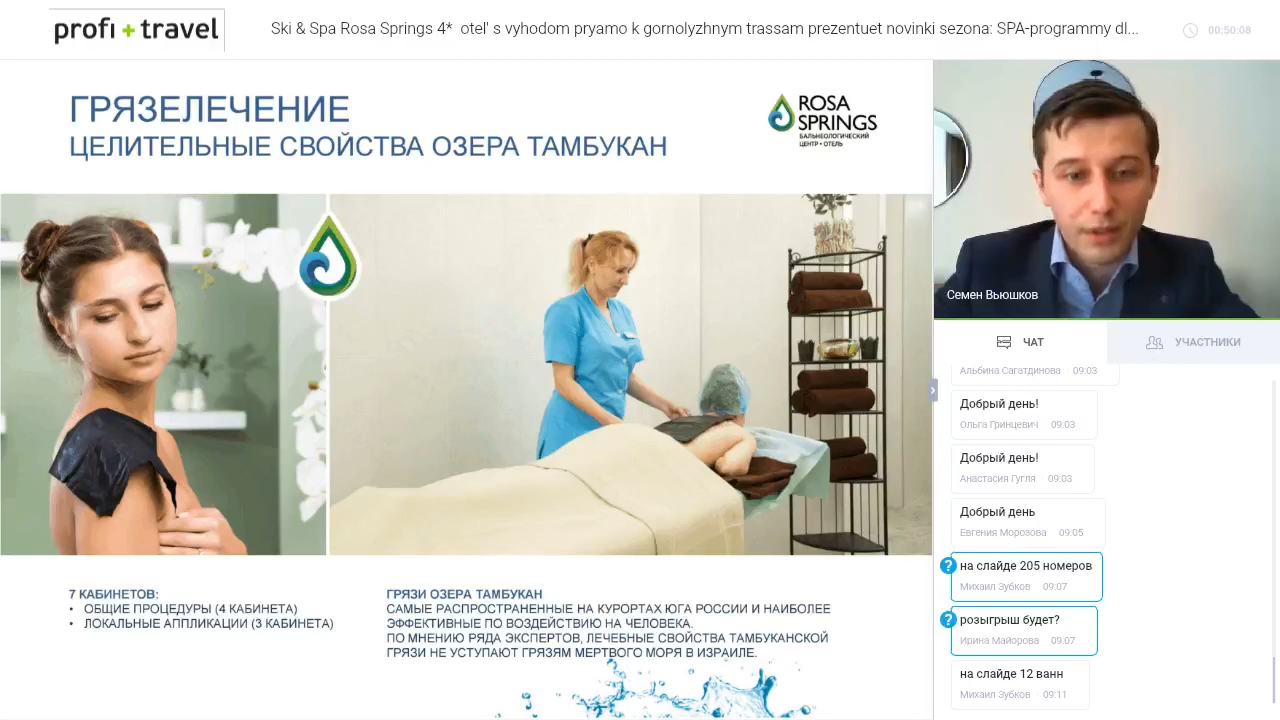 profi + travel
Ski & Spa Rosa Springs 4* otel' s vyhodom pryamo k gornolyzhnym trassam prezentuet novinki sezona: SPA-programmy dl...
00:50:08
ГРЯЗЕЛЕЧЕНИЕ
ЦЕЛИТЕЛЬНЫЕ СВОЙСТВА ОЗЕРА ТАМБУКАН
ROSA
SPRINGS
БАЛЬНЕОЛОГИЧЕСКИЙ
ЦЕНТР • ОТЕЛЬ
7 КАБИНЕТОВ:
• ОБЩИЕ ПРОЦЕДУРЫ (4 КАБИНЕТА)
• ЛОКАЛЬНЫЕ АППЛИКАЦИИ (3 КАБИНЕТА)
ГРЯЗИ ОЗЕРА ТАМБУКАН
САМЫЕ РАСПРОСТРАНЕННЫЕ НА КУРОРТАХ ЮГА РОССИИ И НАИБОЛЕЕ
ЭФФЕКТИВНЫЕ ПО ВОЗДЕЙСТВИЮ НА ЧЕЛОВЕКА.
ПО МНЕНИЮ РЯДА ЭКСПЕРТОВ, ЛЕЧЕБНЫЕ СВОЙСТВА ТАМБУКАНСКОЙ
ГРЯЗИ НЕ УСТУПАЮТ ГРЯЗЯМ МЕРТВОГО МОРЯ В ИЗРАИЛЕ.
Семен Вьюшков
ЧАТ
УЧАСТНИКИ
Альбина Сагатдинова · 09:03
Добрый день!
Ольга Гринцевич · 09:03
Добрый день!
Анастасия Гугля · 09:03
Добрый день
Евгения Морозова · 09:05
? на слайде 205 номеров
Михаил Зубков · 09:07
? розыгрыш будет?
Ирина Майорова · 09:07
на слайде 12 ванн
Михаил Зубков · 09:11